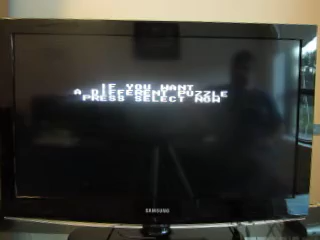 IF YOU WANT
A DIFFERENT PUZZLE
PRESS SELECT NOW
SAMSUNG